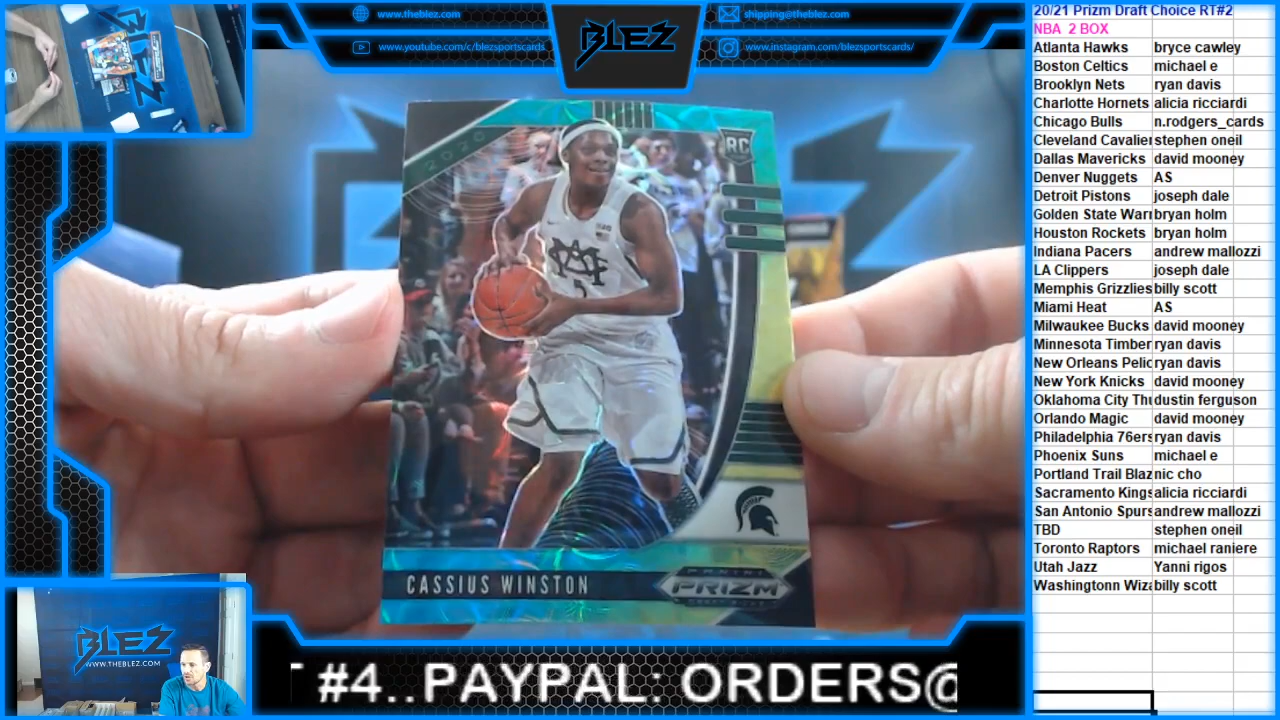 www.theblez.com
www.youtube.com/c/blezsportscards
BLEZ
shipping@theblez.com
www.instagram.com/blezsportscards/
2020
RC
CASSIUS WINSTON
PANINI
PRIZM
BLEZ
WWW.THEBLEZ.COM
#4..PAYPAL: ORDERS@
20/21 Prizm Draft Choice RT#2
NBA 2 BOX
Atlanta Hawks bryce cawley
Boston Celtics michael e
Brooklyn Nets ryan davis
Charlotte Hornets alicia ricciardi
Chicago Bulls n.rodgers_cards
Cleveland Cavalier stephen oneil
Dallas Mavericks david mooney
Denver Nuggets AS
Detroit Pistons joseph dale
Golden State Warr bryan holm
Houston Rockets bryan holm
Indiana Pacers andrew mallozzi
LA Clippers joseph dale
Memphis Grizzlies billy scott
Miami Heat AS
Milwaukee Bucks david mooney
Minnesota Timber ryan davis
New Orleans Pelic ryan davis
New York Knicks david mooney
Oklahoma City Thu dustin ferguson
Orlando Magic david mooney
Philadelphia 76ers ryan davis
Phoenix Suns michael e
Portland Trail Blaz nic cho
Sacramento Kings alicia ricciardi
San Antonio Spurs andrew mallozzi
TBD stephen oneil
Toronto Raptors michael raniere
Utah Jazz Yanni rigos
Washingtonn Wiza billy scott